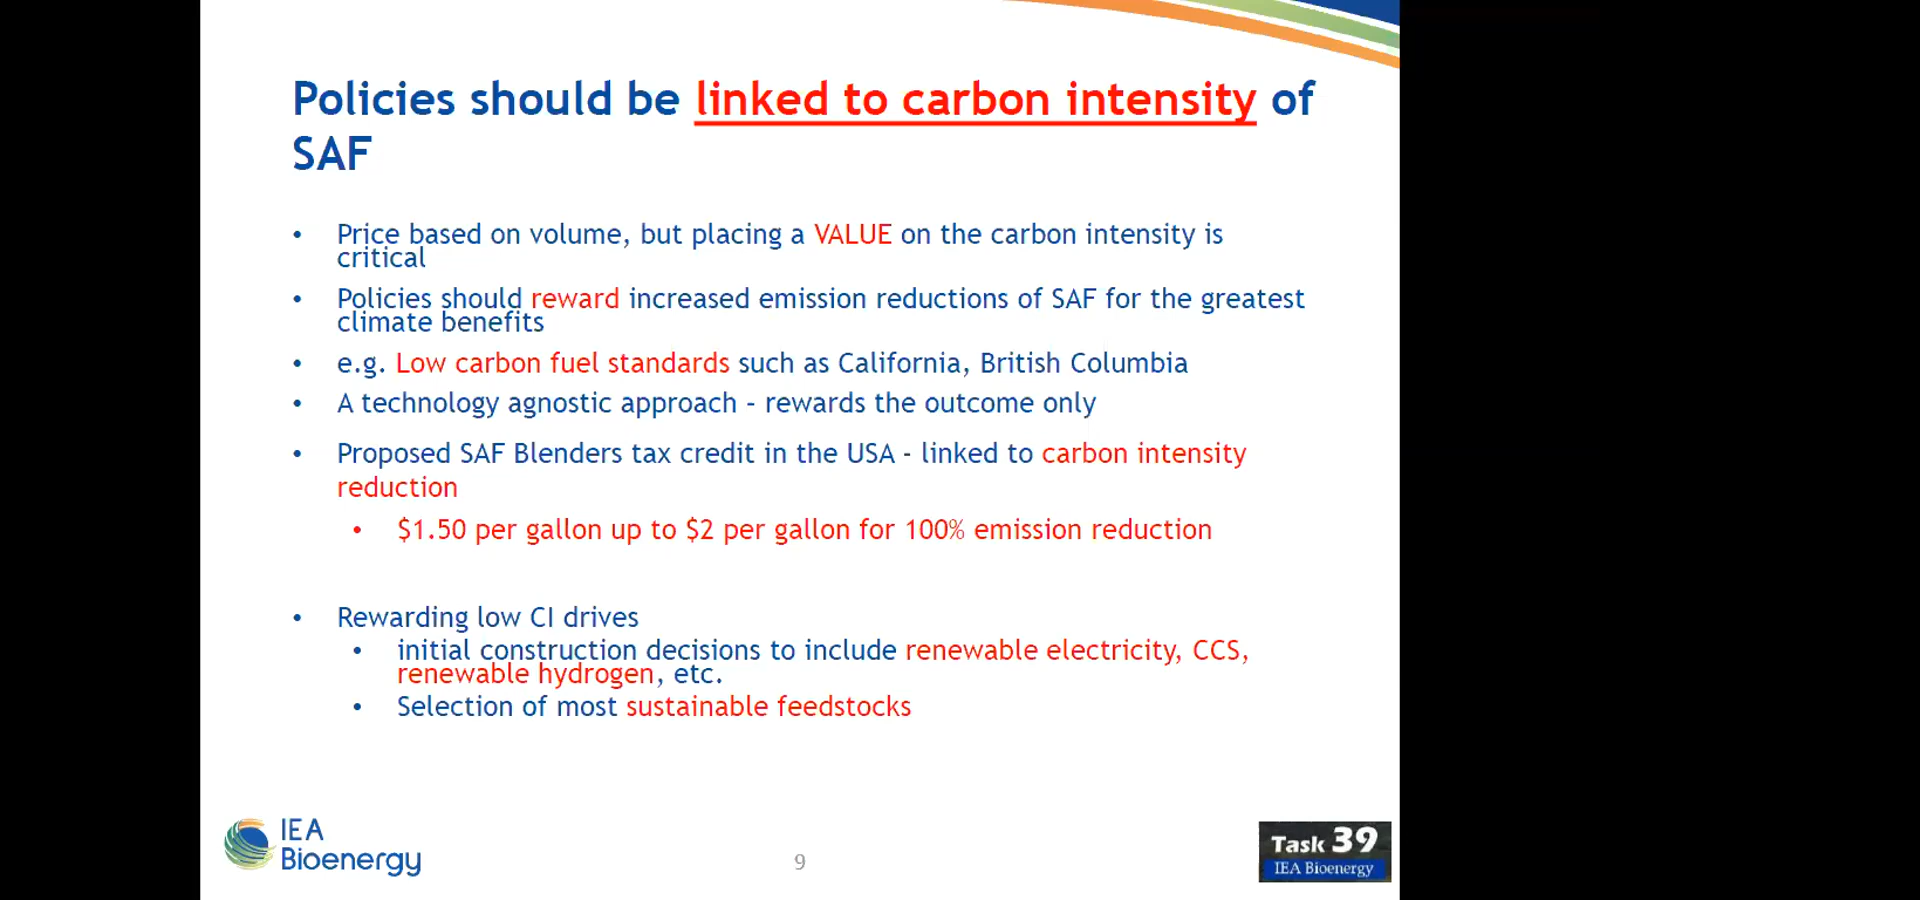 Policies should be linked to carbon intensity of
SAF
• Price based on volume, but placing a VALUE on the carbon intensity is
critical
• Policies should reward increased emission reductions of SAF for the greatest
climate benefits
• e.g. Low carbon fuel standards such as California, British Columbia
• A technology agnostic approach – rewards the outcome only
• Proposed SAF Blenders tax credit in the USA - linked to carbon intensity
reduction
• $1.50 per gallon up to $2 per gallon for 100% emission reduction
• Rewarding low CI drives
• initial construction decisions to include renewable electricity, CCS,
renewable hydrogen, etc.
• Selection of most sustainable feedstocks
IEA
Bioenergy
9
Task 39
IEA Bioenergy